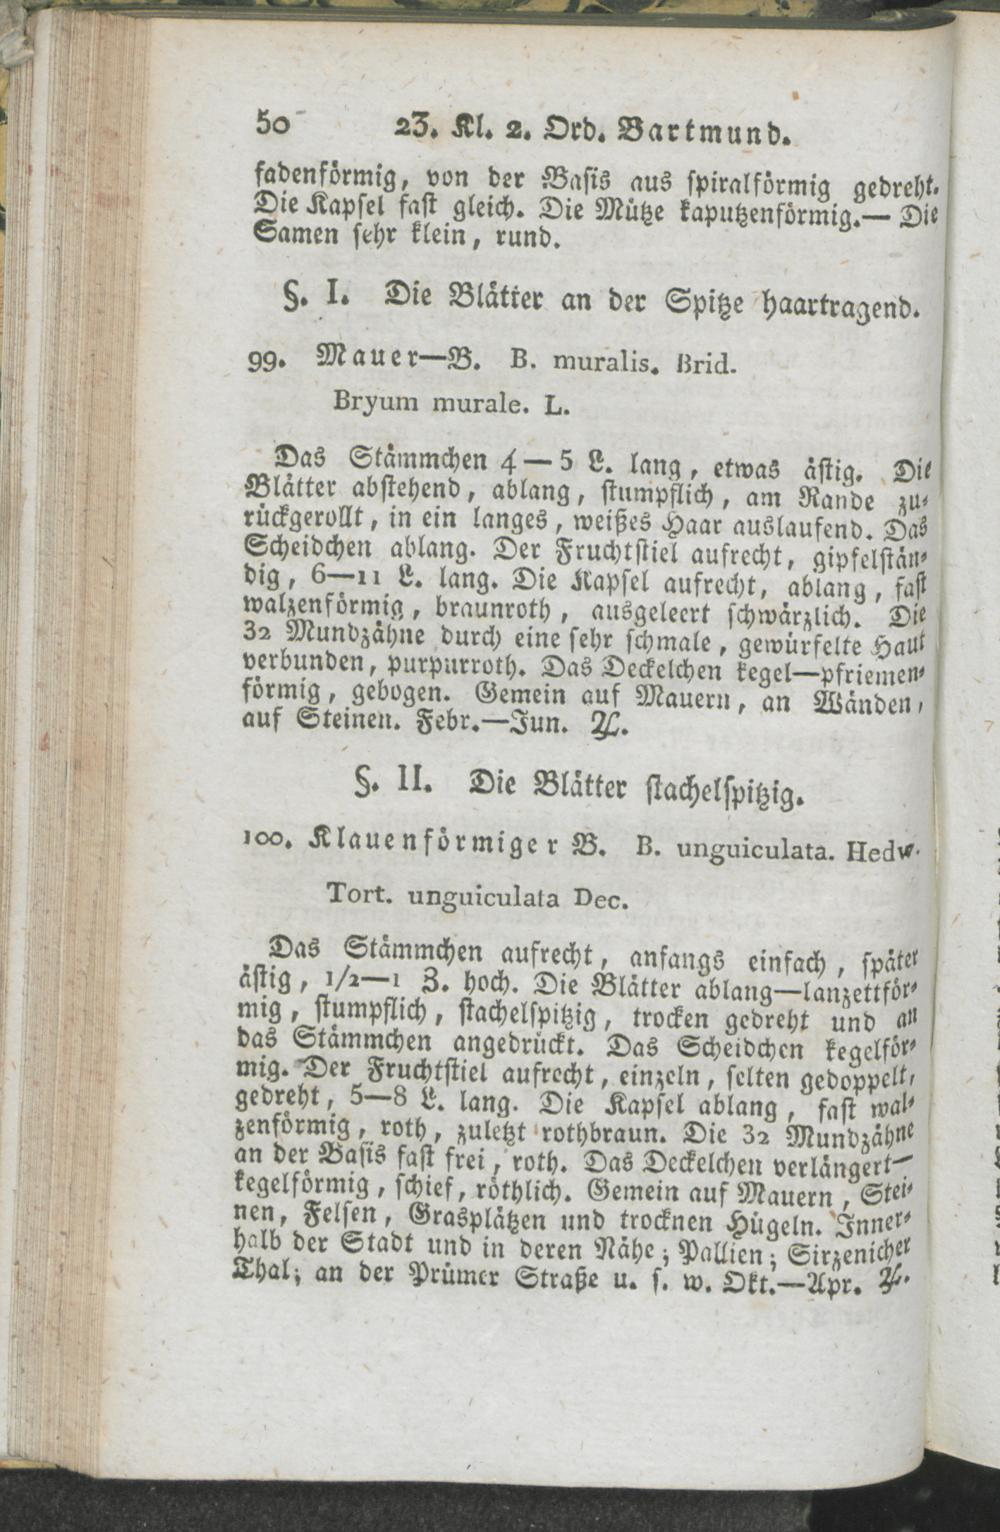 50 23. Kl. 2. Ord. Bartmund.
fadenförmig, von der Basis aus spiralförmig gedreht.
Die Kapsel fast gleich. Die Mütze kaputzenförmig.— Die
Samen sehr klein, rund.
§. I. Die Blätter an der Spitze haartragend.
99. Mauer—B. B. muralis. Brid.
Bryum murale. L.
Das Stämmchen 4—5 L. lang, etwas ästig. Die
Blätter abstehend, ablang, stumpflich, am Rande zu-
rückgerollt, in ein langes, weißes Haar auslaufend. Das
Scheidchen ablang. Der Fruchtstiel aufrecht, gipfelstän-
dig, 6—11 L. lang. Die Kapsel aufrecht, ablang, fast
walzenförmig, braunroth, ausgeleert schwärzlich. Die
32 Mundzähne durch eine sehr schmale, gewürfelte Haut
verbunden, purpurroth. Das Deckelchen kegel—pfriemen-
förmig, gebogen. Gemein auf Mauern, an Wänden,
auf Steinen. Febr.—Jun. ♃.
§. II. Die Blätter stachelspitzig.
100. Klauenförmiger B. B. unguiculata. Hedw.
Tort. unguiculata Dec.
Das Stämmchen aufrecht, anfangs einfach, später
ästig, 1/2—1 Z. hoch. Die Blätter ablang—lanzettför-
mig, stumpflich, stachelspitzig, trocken gedreht und an
das Stämmchen angedrückt. Das Scheidchen kegelför-
mig. Der Fruchtstiel aufrecht, einzeln, selten gedoppelt,
gedreht, 5—8 L. lang. Die Kapsel ablang, fast wal-
zenförmig, roth, zuletzt rothbraun. Die 32 Mundzähne
an der Basis fast frei, roth. Das Deckelchen verlängert—
kegelförmig, schief, röthlich. Gemein auf Mauern, Stei-
nen, Felsen, Grasplätzen und trocknen Hügeln. Inner-
halb der Stadt und in deren Nähe; Pallien; Sirzenicher
Thal; an der Prümer Straße u. s. w. Okt.—Apr. ♃.